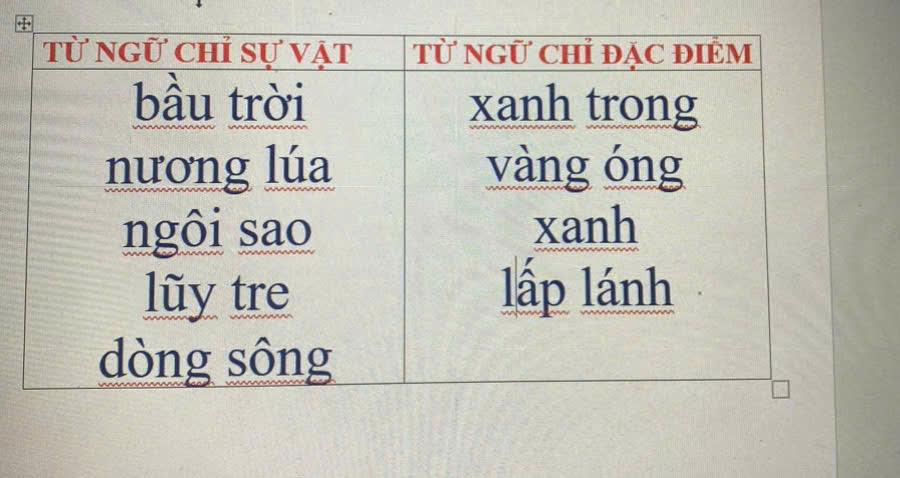 TỪ NGỮ CHỈ SỰ VẬT
TỪ NGỮ CHỈ ĐẶC ĐIỂM
bầu trời
xanh trong
nương lúa
vàng óng
ngôi sao
xanh
lũy tre
lấp lánh
dòng sông